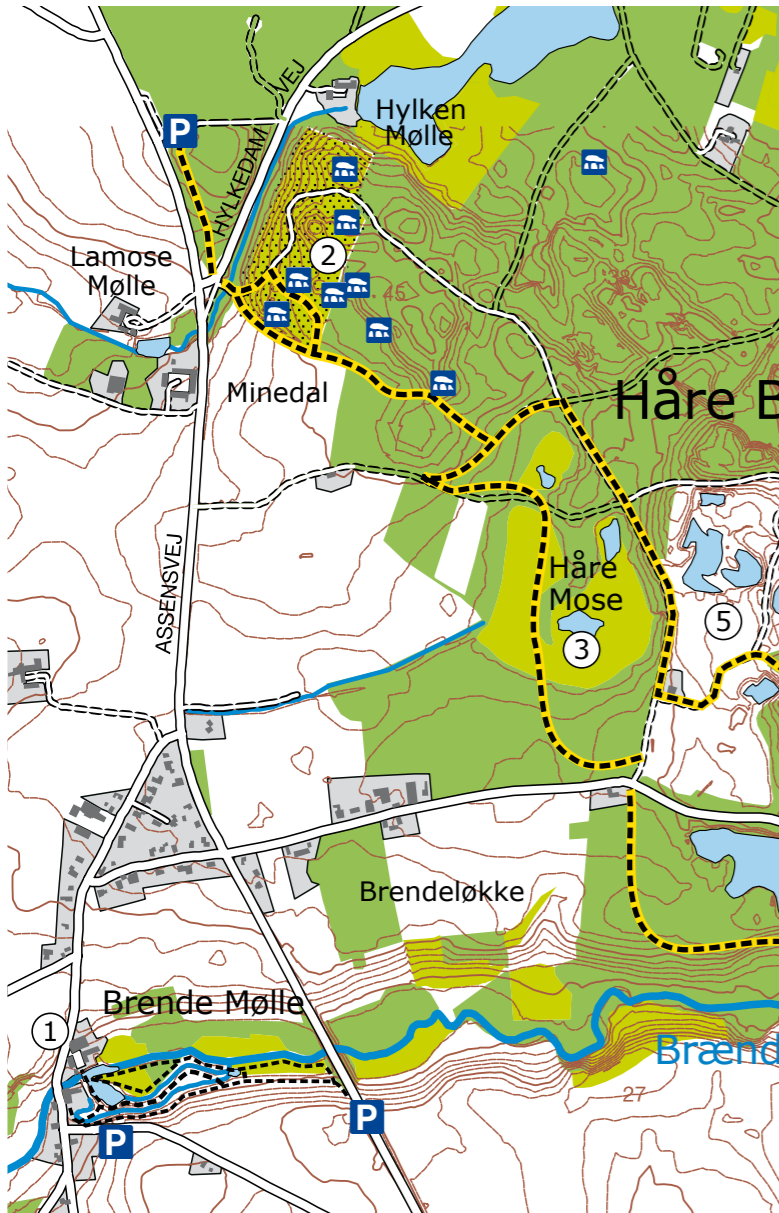 P
HYLKEDAM VEJ
Hylken
Mølle
2
Lamose
Mølle
45
Minedal
Håre B
ASSENSVEJ
Håre
Mose
3
5
Brendeløkke
Brende Mølle
1
Brænd
27
P
P